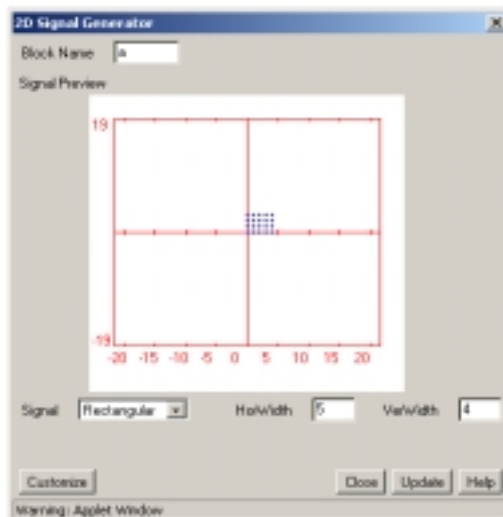 2D Signal Generator
Block Name a
Signal Preview
19
-19
-20 -15 -10 -5 0 5 10 15 20
Signal Rectangular HorWidth 5 VerWidth 4
Customize Close Update Help
Warning: Applet Window